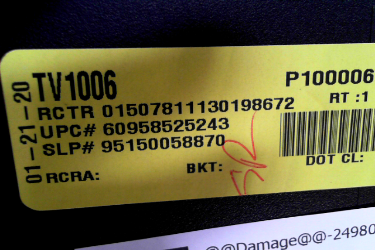 01-21-20
TV1006
P100006
RCTR 01507811130198672
RT :1
UPC# 60958525243
SLP# 95150058870
BKT:
DOT CL:
RCRA:
@@Damage@@-24980